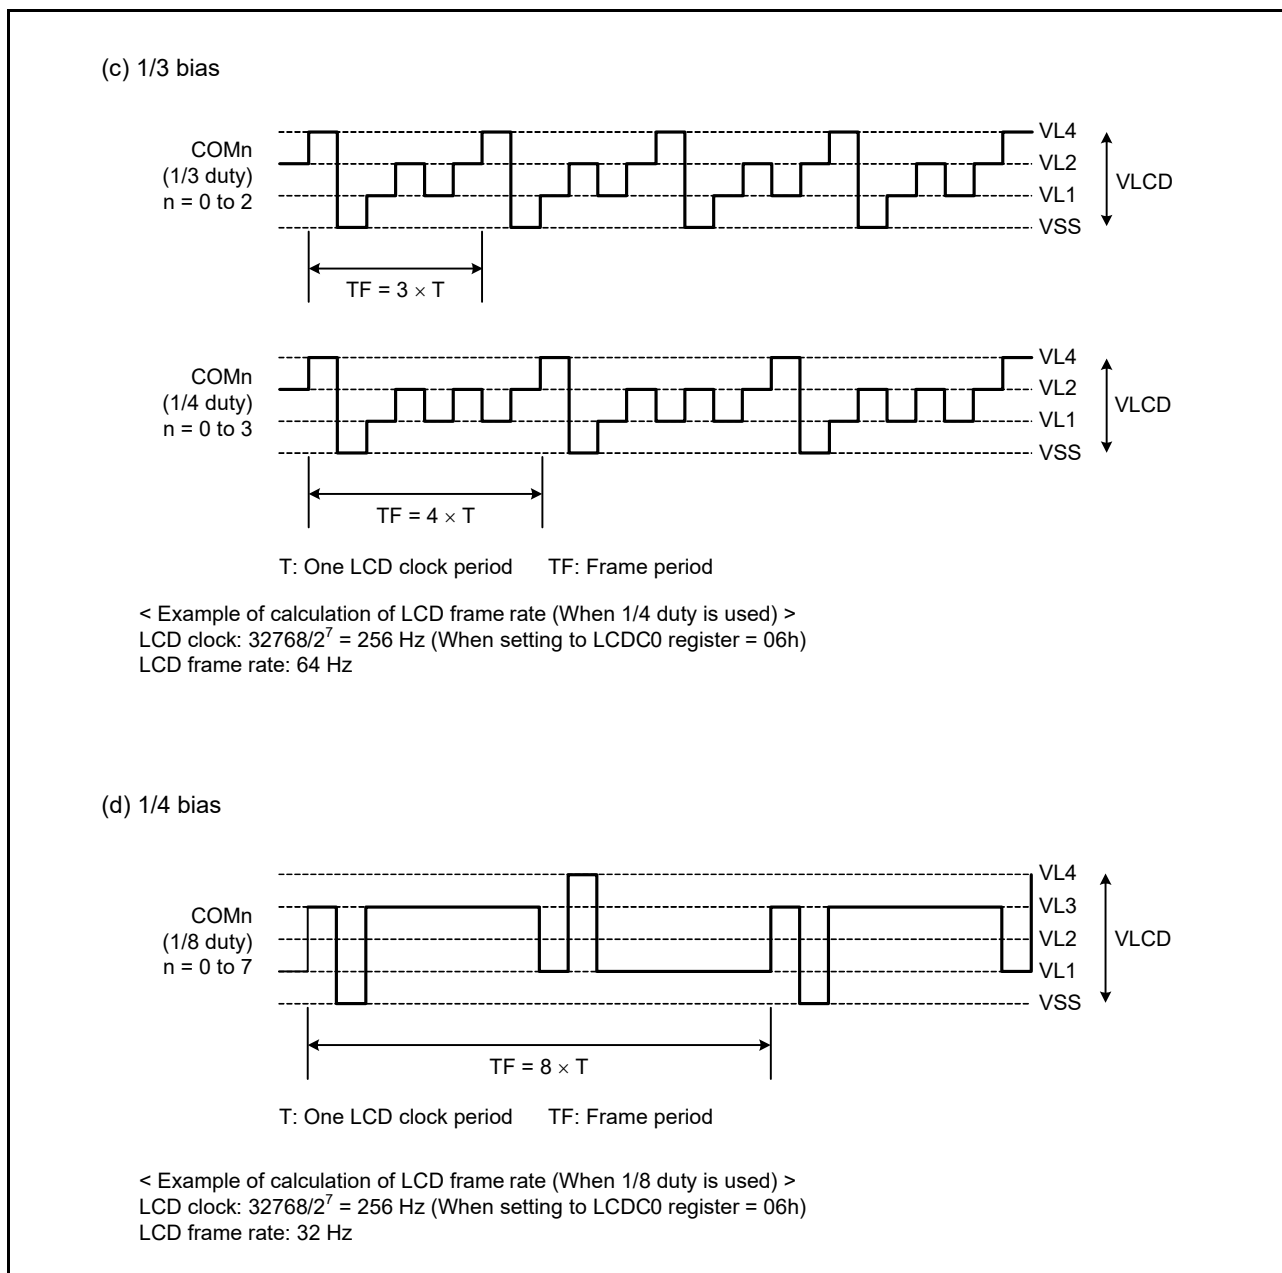 (c) 1/3 bias
COMn
(1/3 duty)
n = 0 to 2
VL4
VL2
VL1
VSS
VLCD
TF = 3 × T
COMn
(1/4 duty)
n = 0 to 3
VL4
VL2
VL1
VSS
VLCD
TF = 4 × T
T: One LCD clock period TF: Frame period
< Example of calculation of LCD frame rate (When 1/4 duty is used) >
LCD clock: 32768/2⁷ = 256 Hz (When setting to LCDC0 register = 06h)
LCD frame rate: 64 Hz
(d) 1/4 bias
COMn
(1/8 duty)
n = 0 to 7
VL4
VL3
VL2
VL1
VSS
VLCD
TF = 8 × T
T: One LCD clock period TF: Frame period
< Example of calculation of LCD frame rate (When 1/8 duty is used) >
LCD clock: 32768/2⁷ = 256 Hz (When setting to LCDC0 register = 06h)
LCD frame rate: 32 Hz